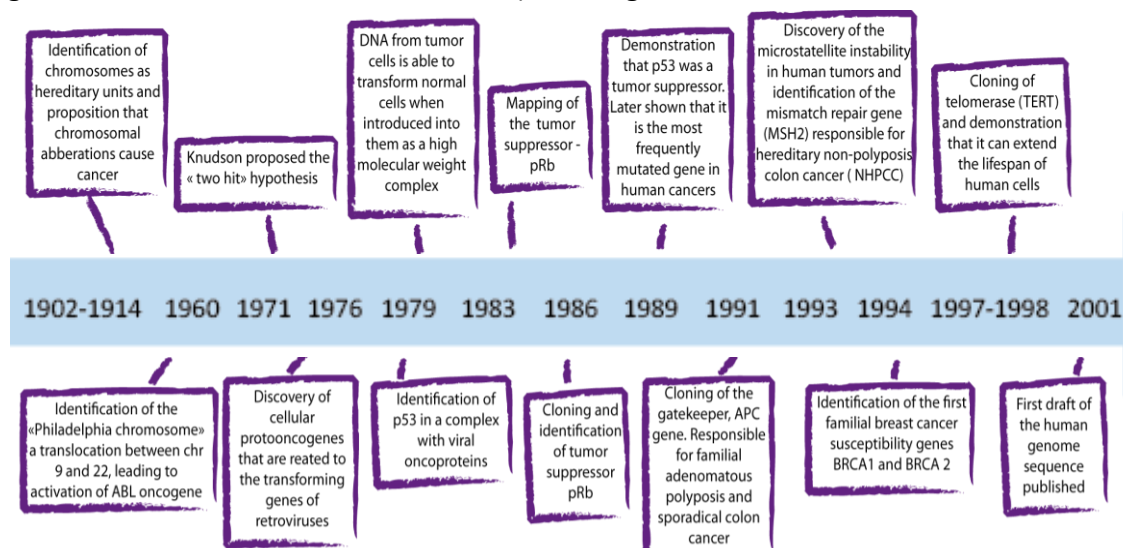 Identification of
chromosomes as
hereditary units and
proposition that
chromosomal
abberations cause
cancer
Knudson proposed the
« two hit» hypothesis
DNA from tumor
cells is able to
transform normal
cells when
introduced into
them as a high
molecular weight
complex
Mapping of
the tumor
suppressor -
pRb
Demonstration
that p53 was a
tumor suppressor.
Later shown that it
is the most
frequently
mutated gene in
human cancers
Discovery of the
microstatellite instability
in human tumors and
identification of the
mismatch repair gene
(MSH2) responsible for
hereditary non-polyposis
colon cancer ( NHPCC)
Cloning of
telomerase (TERT)
and demonstration
that it can extend
the lifespan of
human cells
1902-1914 1960 1971 1976 1979 1983 1986 1989 1991 1993 1994 1997-1998 2001
Identification of the
«Philadelphia chromosome»
a translocation between chr
9 and 22, leading to
activation of ABL oncogene
Discovery of
cellular
protooncogenes
that are reated to
the transforming
genes of
retroviruses
Identification of
p53 in a complex
with viral
oncoproteins
Cloning and
identification
of tumor
suppressor
pRb
Cloning of the
gatekeeper, APC
gene. Responsible
for familial
adenomatous
polyposis and
sporadical colon
cancer
Identification of the first
familial breast cancer
susceptibility genes
BRCA1 and BRCA 2
First draft of
the human
genome
sequence
published